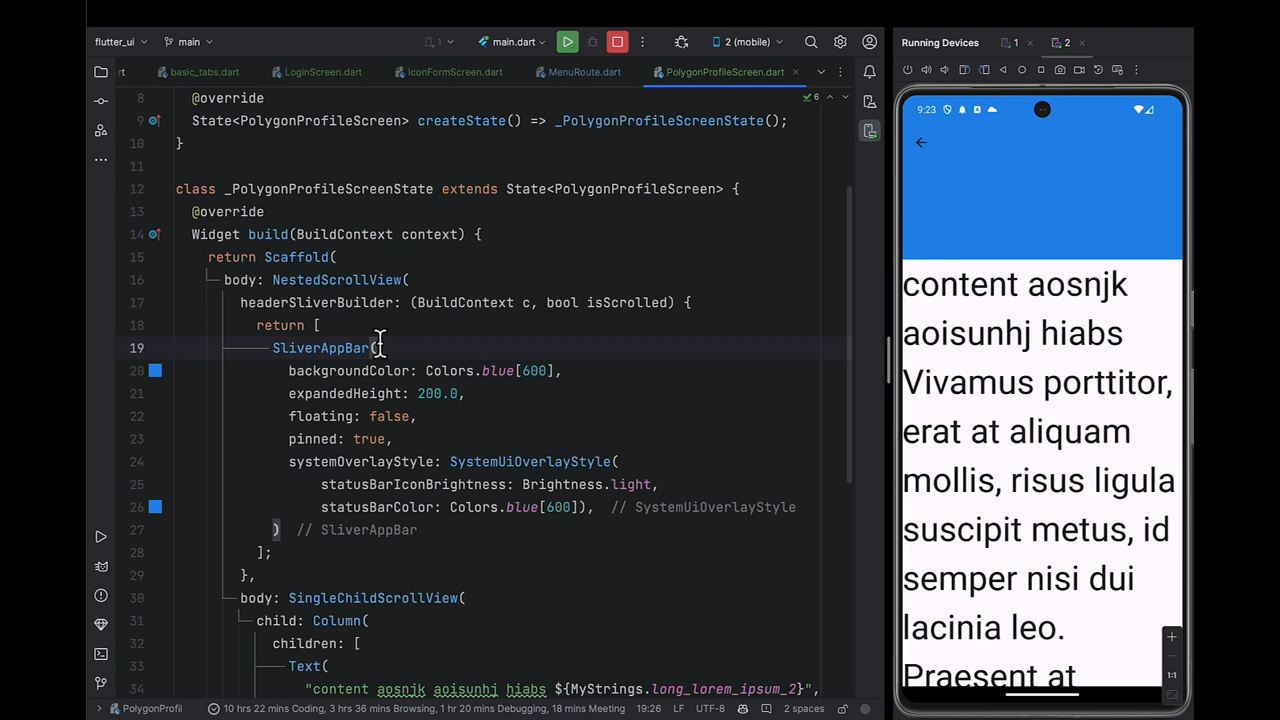 flutter_ui
main
1
main.dart
2 (mobile)
Running Devices
1
2
rt
basic_tabs.dart
LoginScreen.dart
IconFormScreen.dart
MenuRoute.dart
PolygonProfileScreen.dart
6
8 @override
9 State<PolygonProfileScreen> createState() => _PolygonProfileScreenState();
10 }
11
12 class _PolygonProfileScreenState extends State<PolygonProfileScreen> {
13 @override
14 Widget build(BuildContext context) {
15 return Scaffold(
16 body: NestedScrollView(
17 headerSliverBuilder: (BuildContext c, bool isScrolled) {
18 return [
19 SliverAppBar(
20 backgroundColor: Colors.blue[600],
21 expandedHeight: 200.0,
22 floating: false,
23 pinned: true,
24 systemOverlayStyle: SystemUiOverlayStyle(
25 statusBarIconBrightness: Brightness.light,
26 statusBarColor: Colors.blue[600]), // SystemUiOverlayStyle
27 ) // SliverAppBar
28 ];
29 },
30 body: SingleChildScrollView(
31 child: Column(
32 children: [
33 Text(
34 "content aosnjk aoisunhj hiabs ${MyStrings.long_lorem_ipsum_2}",
PolygonProfil
10 hrs 22 mins Coding, 3 hrs 36 mins Browsing, 1 hr 20 mins Debugging, 18 mins Meeting
19:26
LF
UTF-8
2 spaces
9:23
content aosnjk
aoisunhj hiabs
Vivamus porttitor,
erat at aliquam
mollis, risus ligula
suscipit metus, id
semper nisi dui
lacinia leo.
Praesent at
1:1